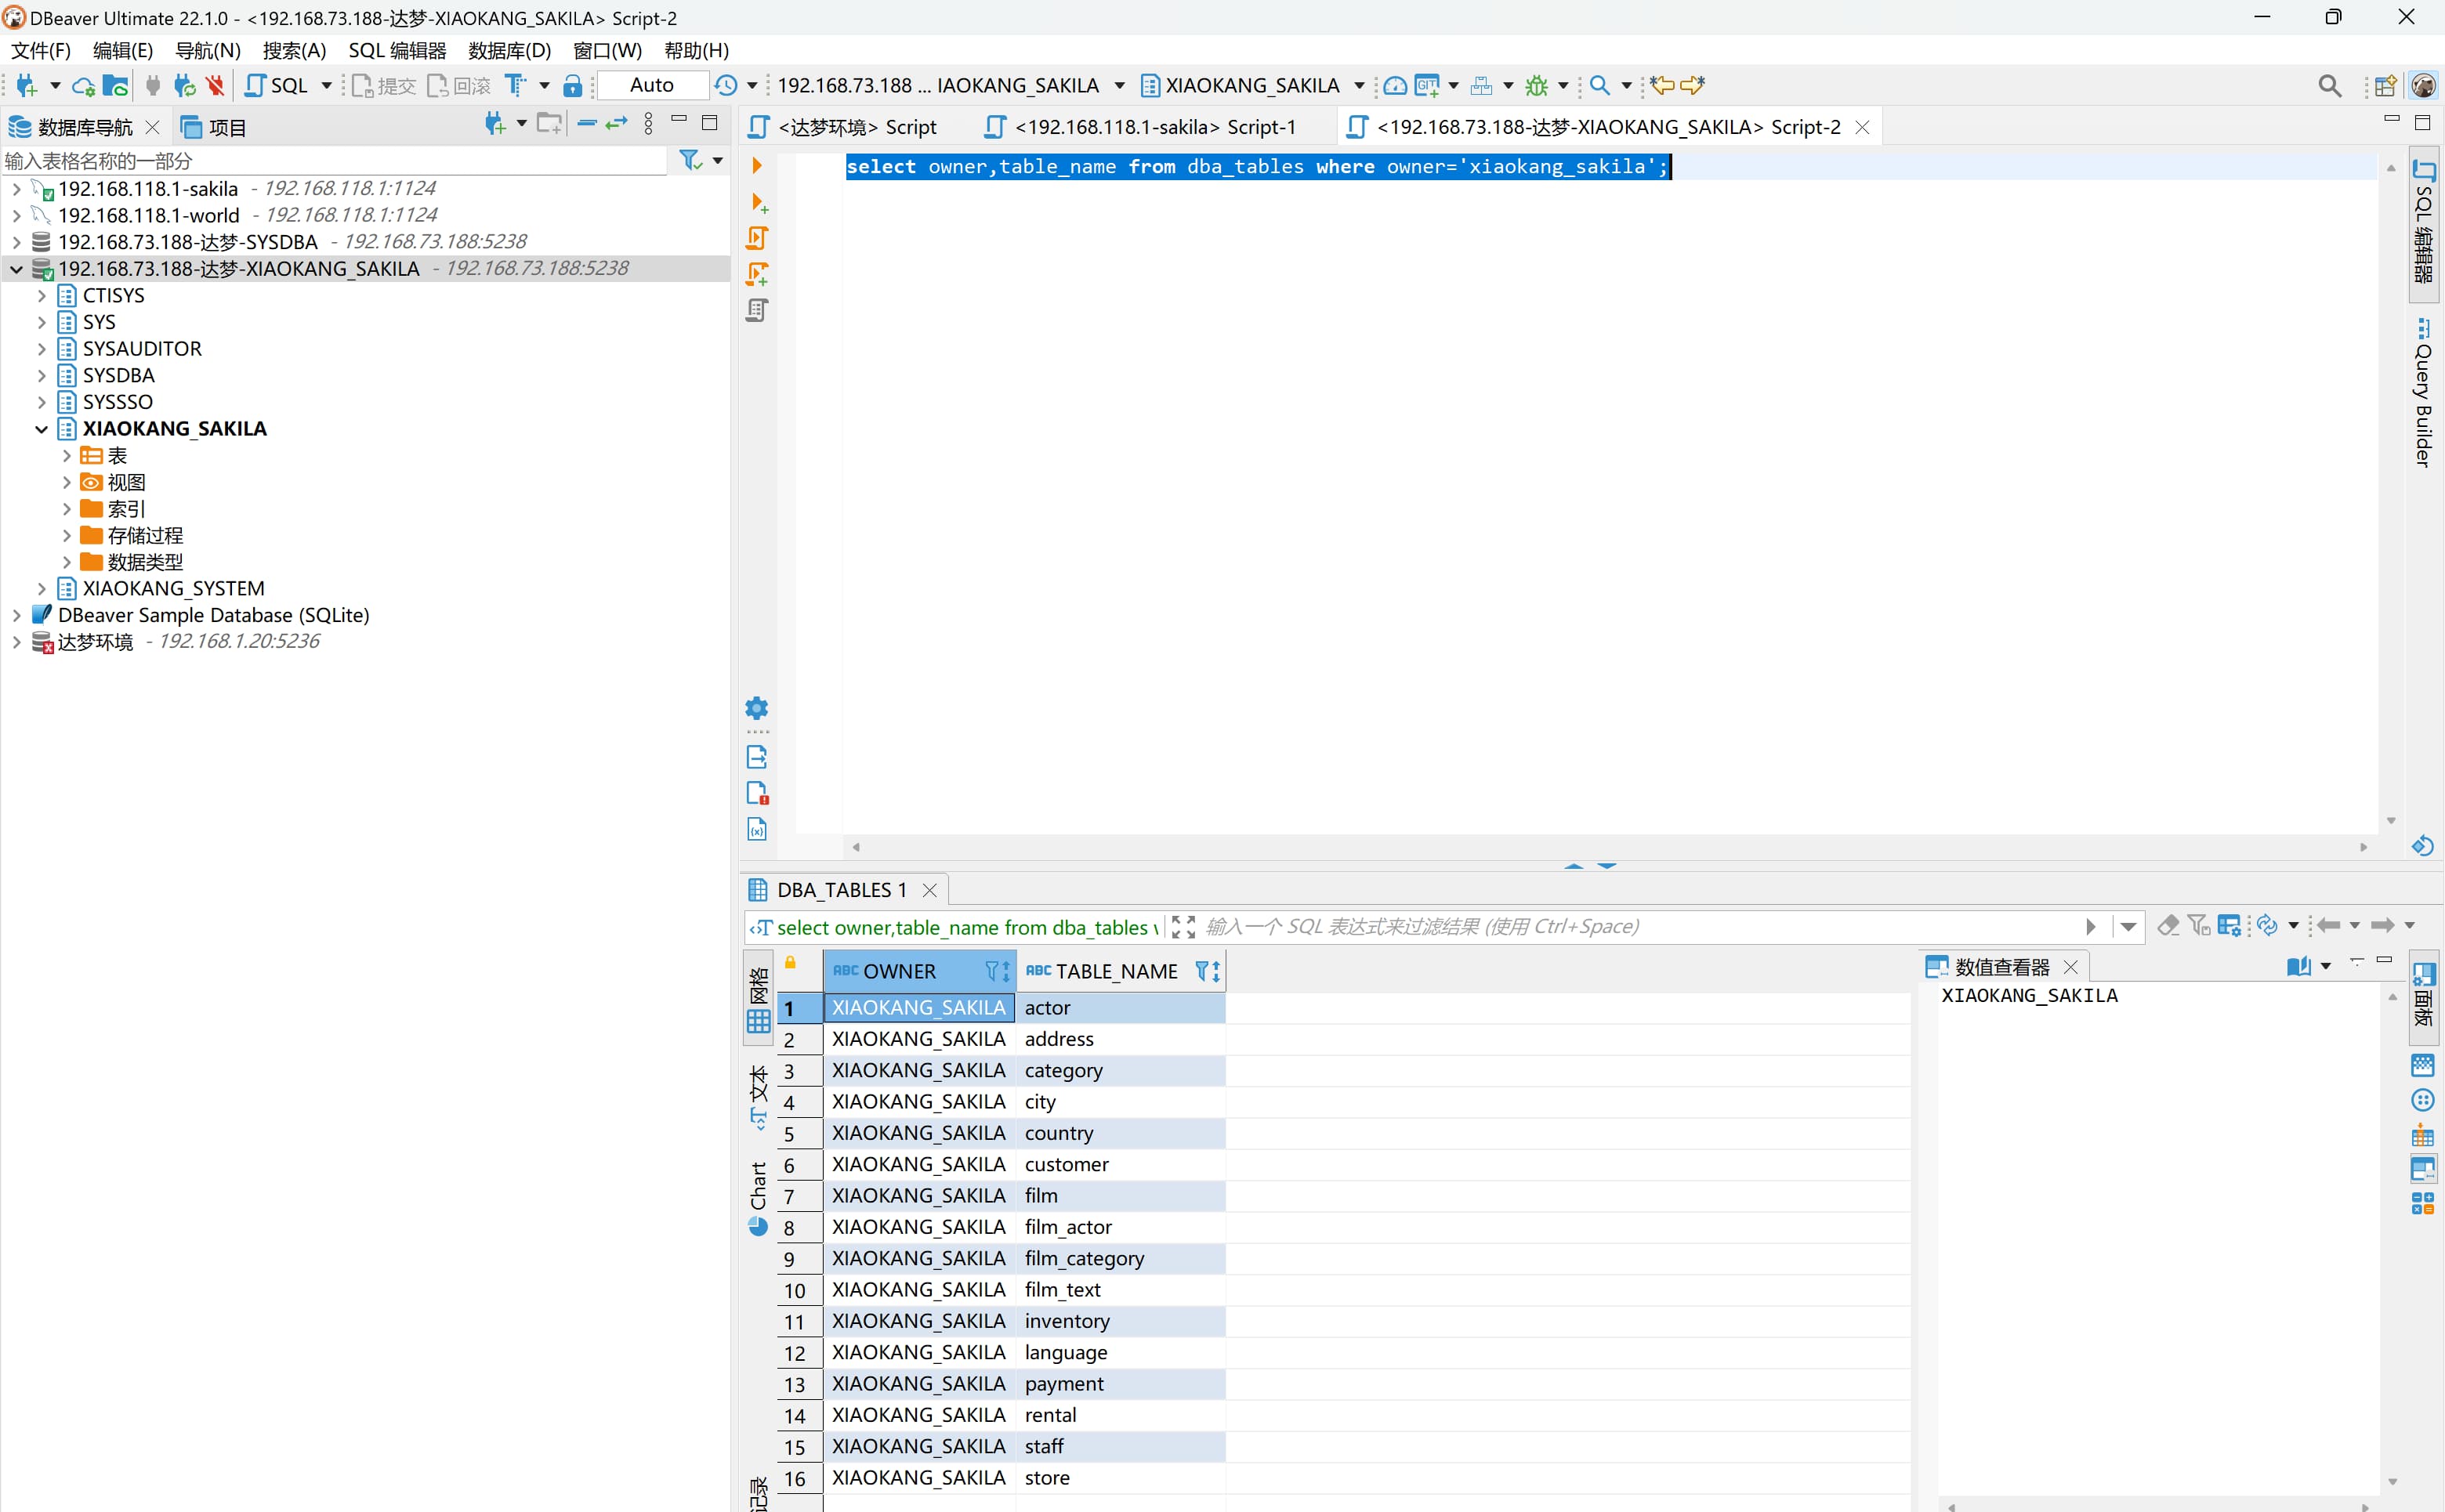 DBeaver Ultimate 22.1.0 - <192.168.73.188-达梦-XIAOKANG_SAKILA> Script-2
文件(F) 编辑(E) 导航(N) 搜索(A) SQL 编辑器 数据库(D) 窗口(W) 帮助(H)
SQL 提交 回滚 Auto 192.168.73.188 ... IAOKANG_SAKILA XIAOKANG_SAKILA
数据库导航 项目
输入表格名称的一部分
192.168.118.1-sakila - 192.168.118.1:1124
192.168.118.1-world - 192.168.118.1:1124
192.168.73.188-达梦-SYSDBA - 192.168.73.188:5238
192.168.73.188-达梦-XIAOKANG_SAKILA - 192.168.73.188:5238
CTISYS
SYS
SYSAUDITOR
SYSDBA
SYSSSO
XIAOKANG_SAKILA
表
视图
索引
存储过程
数据类型
XIAOKANG_SYSTEM
DBeaver Sample Database (SQLite)
达梦环境 - 192.168.1.20:5236
<达梦环境> Script <192.168.118.1-sakila> Script-1 <192.168.73.188-达梦-XIAOKANG_SAKILA> Script-2
select owner,table_name from dba_tables where owner='xiaokang_sakila';
SQL 编辑器
Query Builder
DBA_TABLES 1
select owner,table_name from dba_tables 输入一个 SQL 表达式来过滤结果 (使用 Ctrl+Space)
网格
文本
Chart
记录
ABC OWNER ABC TABLE_NAME
1 XIAOKANG_SAKILA actor
2 XIAOKANG_SAKILA address
3 XIAOKANG_SAKILA category
4 XIAOKANG_SAKILA city
5 XIAOKANG_SAKILA country
6 XIAOKANG_SAKILA customer
7 XIAOKANG_SAKILA film
8 XIAOKANG_SAKILA film_actor
9 XIAOKANG_SAKILA film_category
10 XIAOKANG_SAKILA film_text
11 XIAOKANG_SAKILA inventory
12 XIAOKANG_SAKILA language
13 XIAOKANG_SAKILA payment
14 XIAOKANG_SAKILA rental
15 XIAOKANG_SAKILA staff
16 XIAOKANG_SAKILA store
数值查看器
XIAOKANG_SAKILA
面板